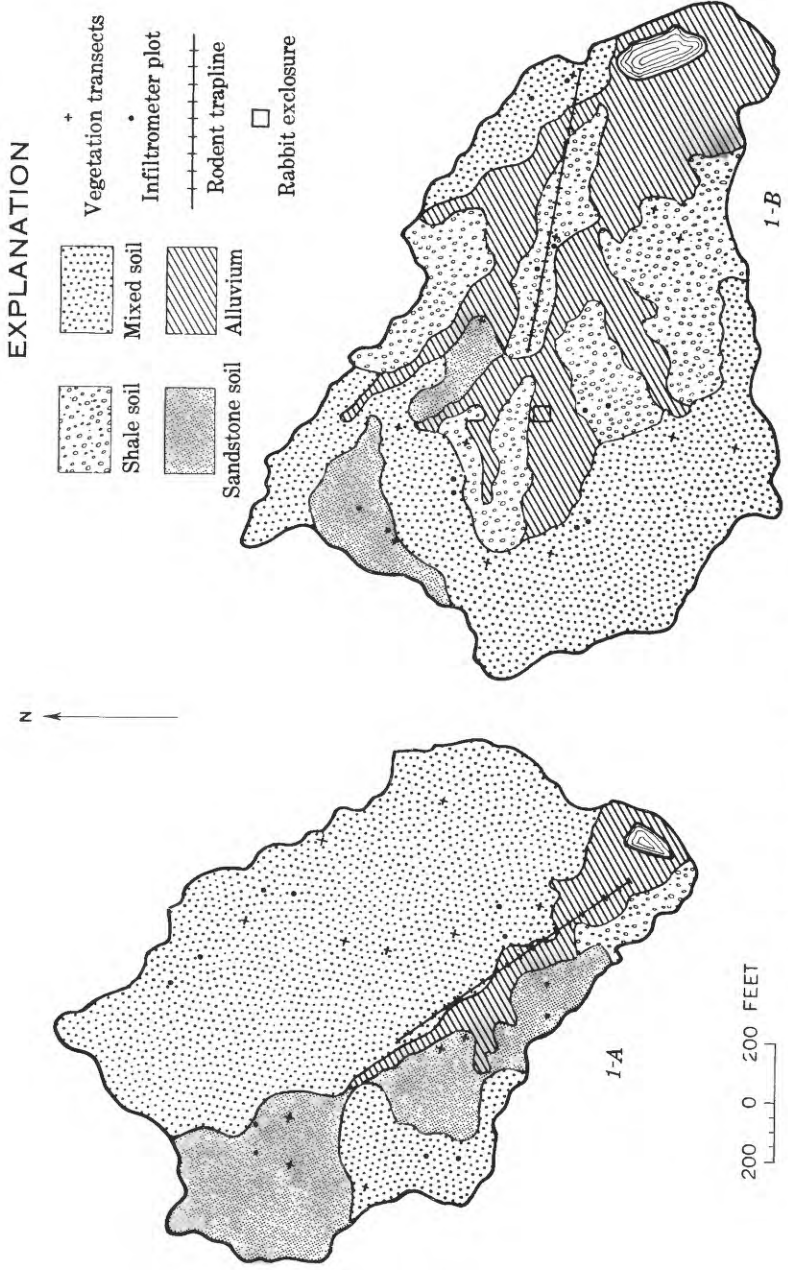 EXPLANATION
Shale soil
Mixed soil
Sandstone soil
Alluvium
Vegetation transects
Infiltrometer plot
Rodent trapline
Rabbit exclosure
N
1-A
1-B
200 0 200 FEET